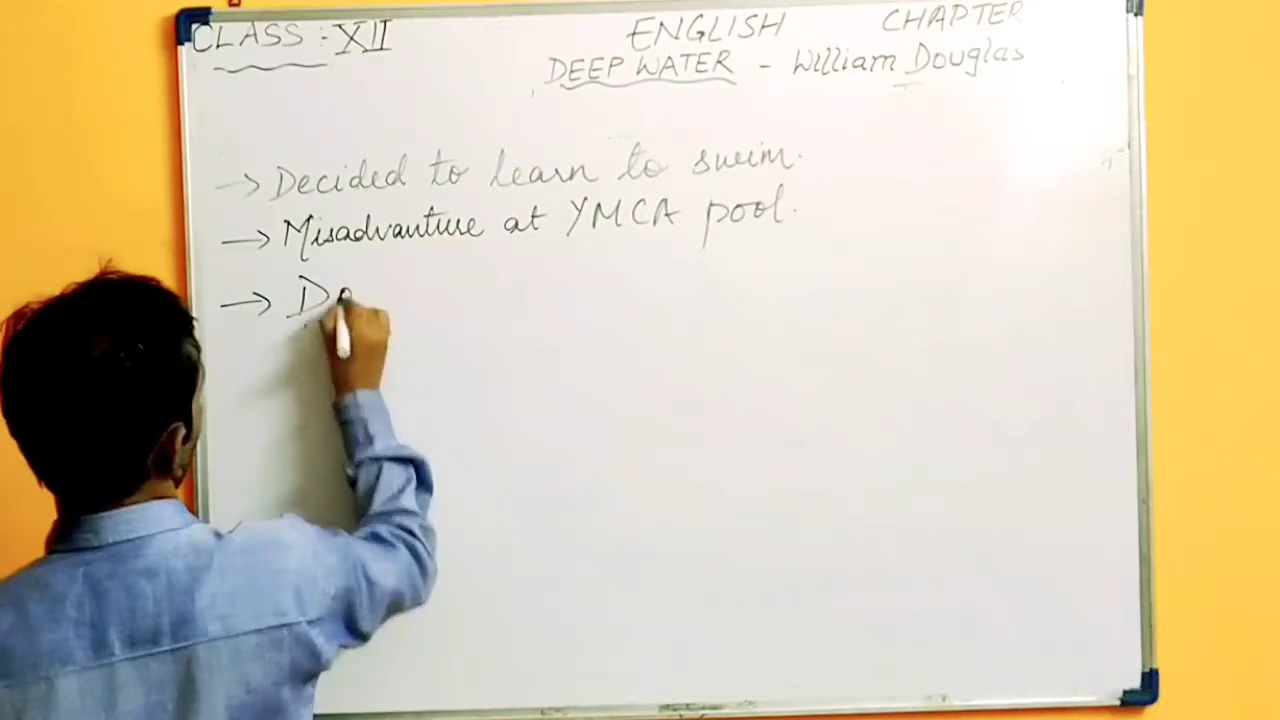 CLASS : XII
ENGLISH CHAPTER
DEEP WATER - William Douglas
→ Decided to learn to swim.
→ Misadvanture at YMCA pool.
→ D